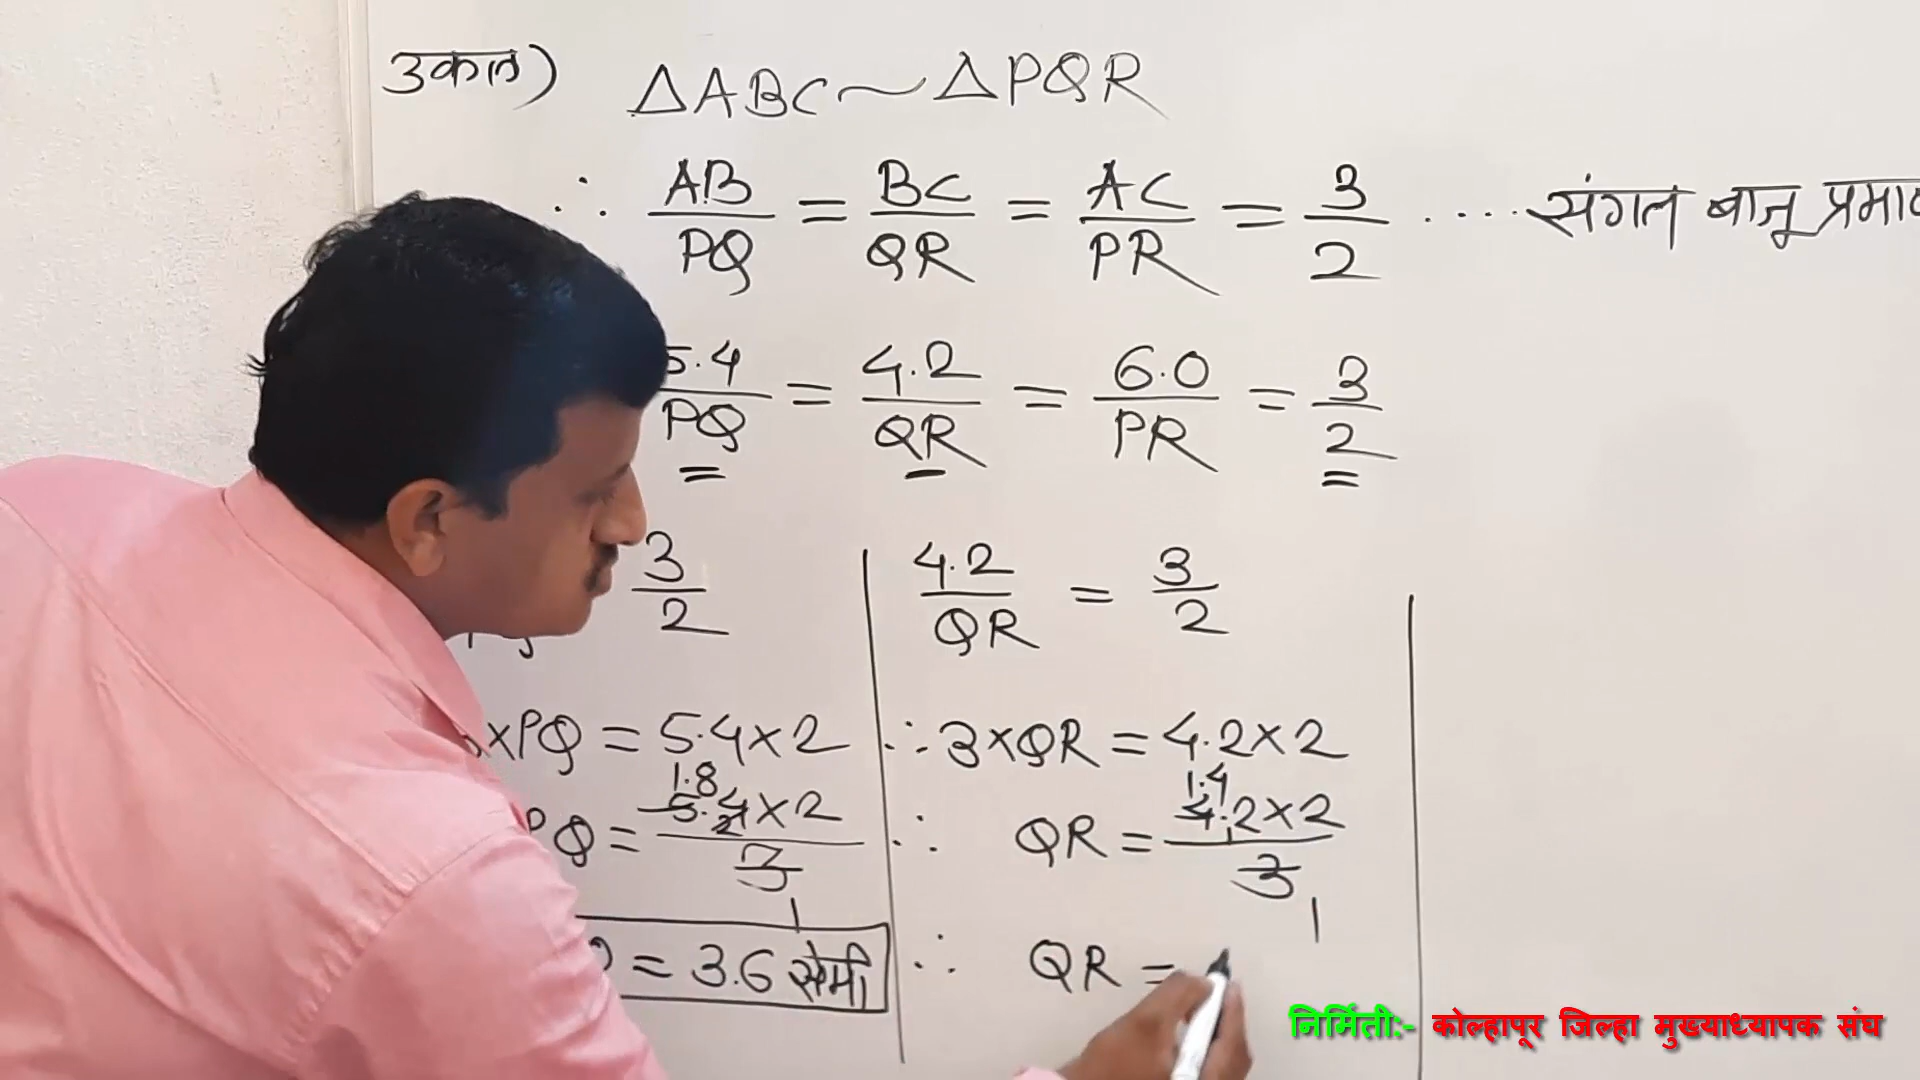 उकल) △ABC ~ △PQR
∴ AB/PQ = BC/QR = AC/PR = 3/2 .... संगत बाजू
5.4/PQ = 4.2/QR = 6.0/PR = 3/2
3/2
4.2/QR = 3/2
×PQ = 5.4×2
∴ 3×QR = 4.2×2
PQ = 5.4×2/3
1.8
1
∴ QR = 4.2×2/3
1.4
1
= 3.6 सेमी
∴ QR =
निर्मिती:- कोल्हापूर जिल्हा मुख्याध्यापक संघ